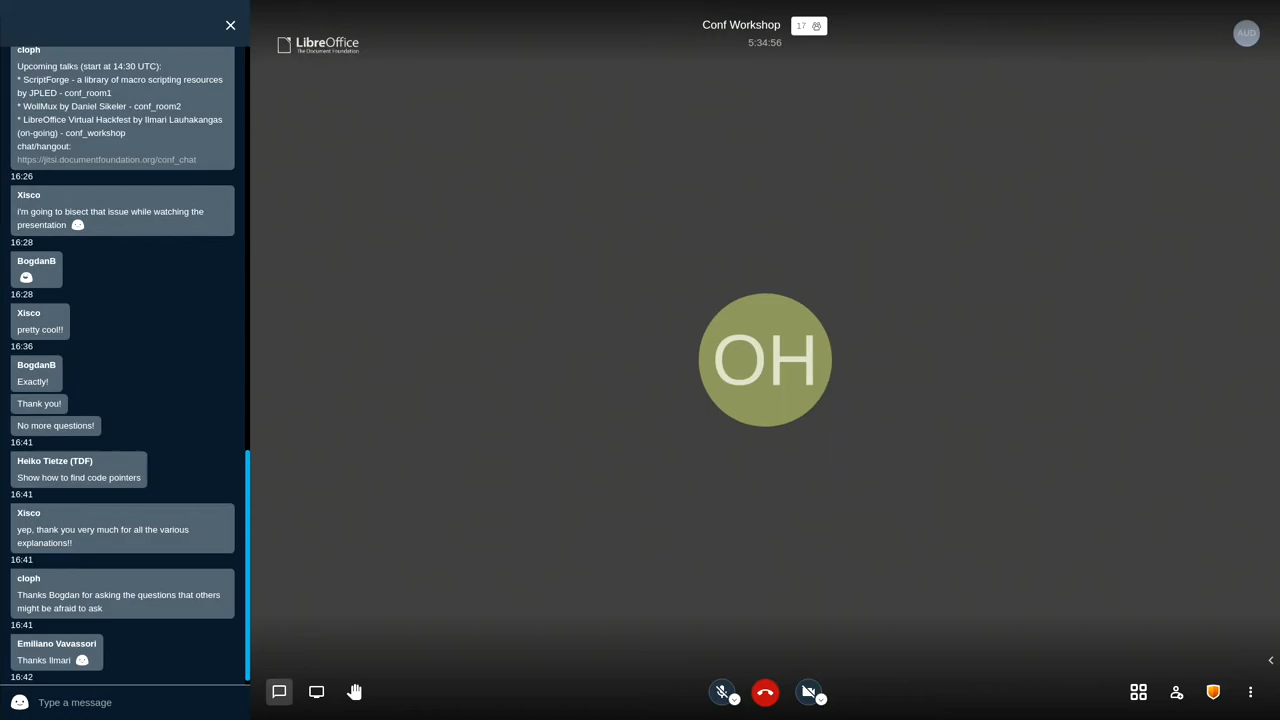 cloph
Upcoming talks (start at 14:30 UTC):
* ScriptForge - a library of macro scripting resources
by JPLED - conf_room1
* WollMux by Daniel Sikeler - conf_room2
* LibreOffice Virtual Hackfest by Ilmari Lauhakangas
(on-going) - conf_workshop
chat/hangout:
https://jitsi.documentfoundation.org/conf_chat
16:26
Xisco
i'm going to bisect that issue while watching the
presentation
16:28
BogdanB
16:28
Xisco
pretty cool!!
16:36
BogdanB
Exactly!
Thank you!
No more questions!
16:41
Heiko Tietze (TDF)
Show how to find code pointers
16:41
Xisco
yep, thank you very much for all the various
explanations!!
16:41
cloph
Thanks Bogdan for asking the questions that others
might be afraid to ask
16:41
Emiliano Vavassori
Thanks Ilmari
16:42
Type a message
LibreOffice
The Document Foundation
Conf Workshop
17
5:34:56
AUD
OH